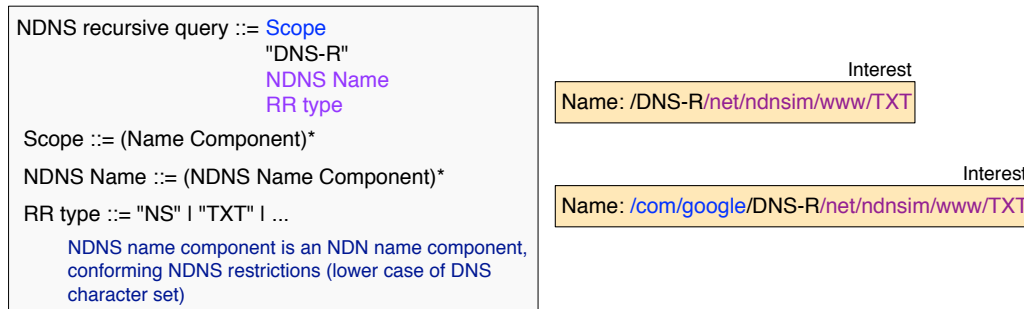 NDNS recursive query ::= Scope
"DNS-R"
NDNS Name
RR type
Scope ::= (Name Component)*
NDNS Name ::= (NDNS Name Component)*
RR type ::= "NS" | "TXT" | ...
NDNS name component is an NDN name component,
conforming NDNS restrictions (lower case of DNS
character set)
Interest
Name: /DNS-R/net/ndnsim/www/TXT
Interest
Name: /com/google/DNS-R/net/ndnsim/www/TXT